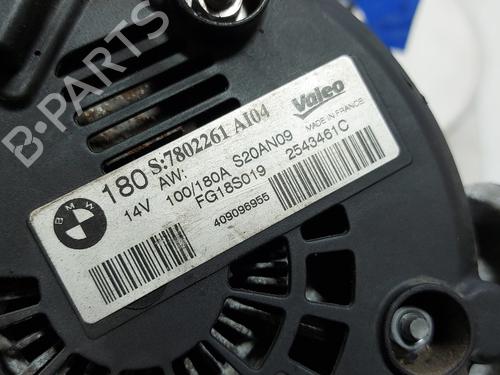 B-PARTS
BMW
180 S:7802261 AI04
Valeo
AW:
MADE IN FRANCE
14V 100/180A S20AN09
FG18S019 2543461C
409096955